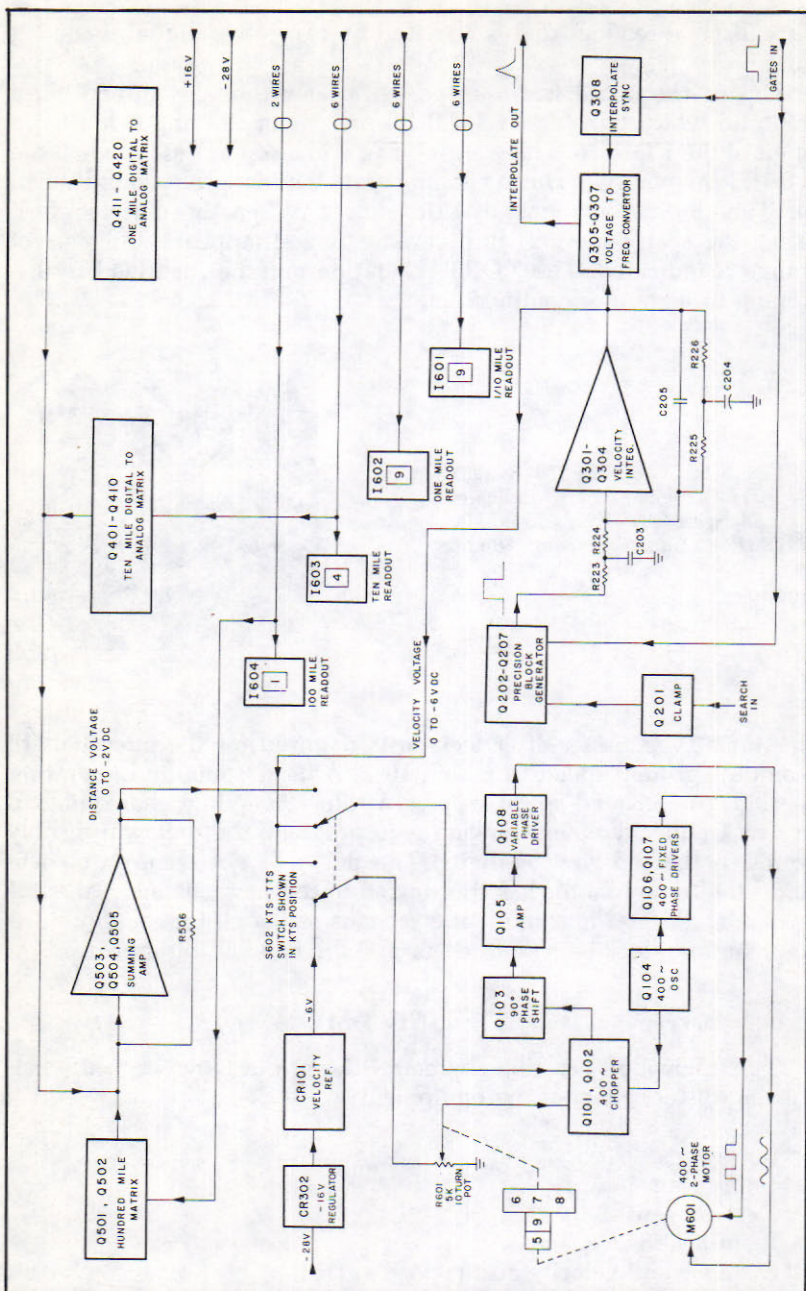 Q501, Q502
HUNDRED MILE
MATRIX
Q503,
Q504, Q505
SUMMING
AMP
R506
DISTANCE VOLTAGE
0 TO -2V DC
Q401-Q410
TEN MILE DIGITAL TO
ANALOG MATRIX
Q411-Q420
ONE MILE DIGITAL TO
ANALOG MATRIX
+16V
-28V
2 WIRES
6 WIRES
6 WIRES
6 WIRES
I604
1
100 MILE
READOUT
I603
4
TEN MILE
READOUT
I602
9
ONE MILE
READOUT
I601
9
1/10 MILE
READOUT
-28V
CR302
-16V
REGULATOR
CR101
VELOCITY
REF.
-6V
S602 KTS-TTS
SWITCH SHOWN
IN KTS POSITION
VELOCITY VOLTAGE
0 TO -6V DC
INTERPOLATE OUT
R601
5K
10 TURN
POT
Q101, Q102
400~
CHOPPER
Q103
90°
PHASE
SHIFT
Q105
AMP
Q108
VARIABLE
PHASE
DRIVER
Q104
400~
OSC
Q106, Q107
400~ FIXED
PHASE DRIVERS
Q202-Q207
PRECISION
BLOCK
GENERATOR
Q201
CLAMP
SEARCH
IN
R223
R224
C203
Q301-
Q304
VELOCITY
INTEG.
C205
R225
R226
C204
Q305-Q307
VOLTAGE TO
FREQ. CONVERTOR
Q308
INTERPOLATE
SYNC
GATES IN
5
9
6
7
8
M601
400~
2-PHASE
MOTOR